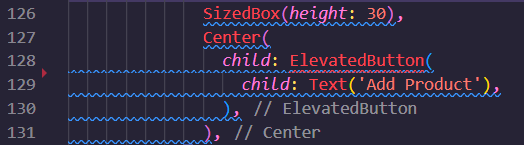 126 SizedBox(height: 30),
127 Center(
128 child: ElevatedButton(
129 child: Text('Add Product'),
130 ), // ElevatedButton
131 ), // Center